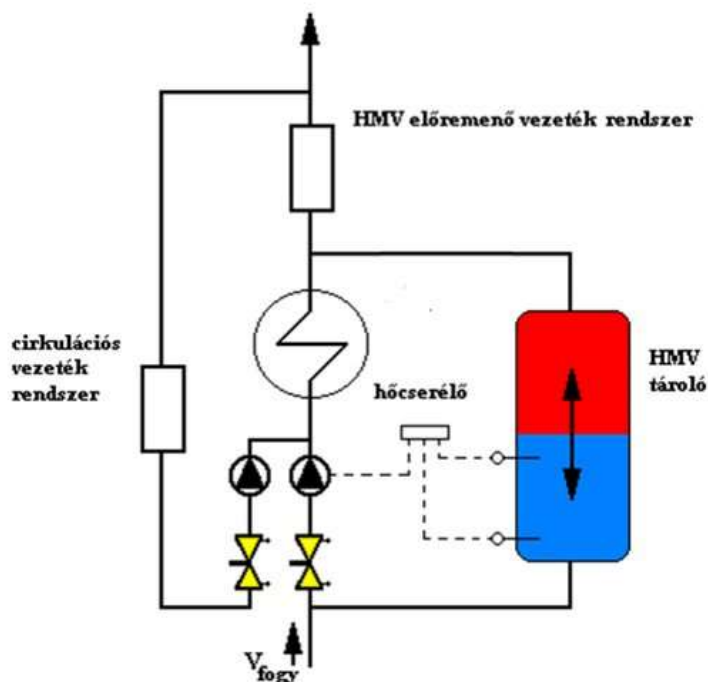 HMV előremenő vezeték rendszer
cirkulációs
vezeték
rendszer
hőcserélő
HMV
tároló
Vfogy